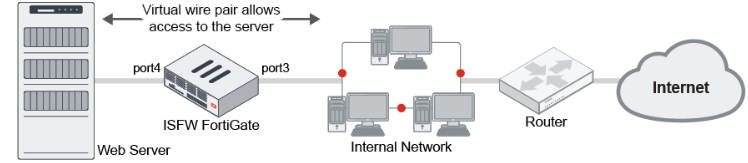 Virtual wire pair allows
access to the server
port4
port3
Internet
ISFW FortiGate
Router
Internal Network
Web Server